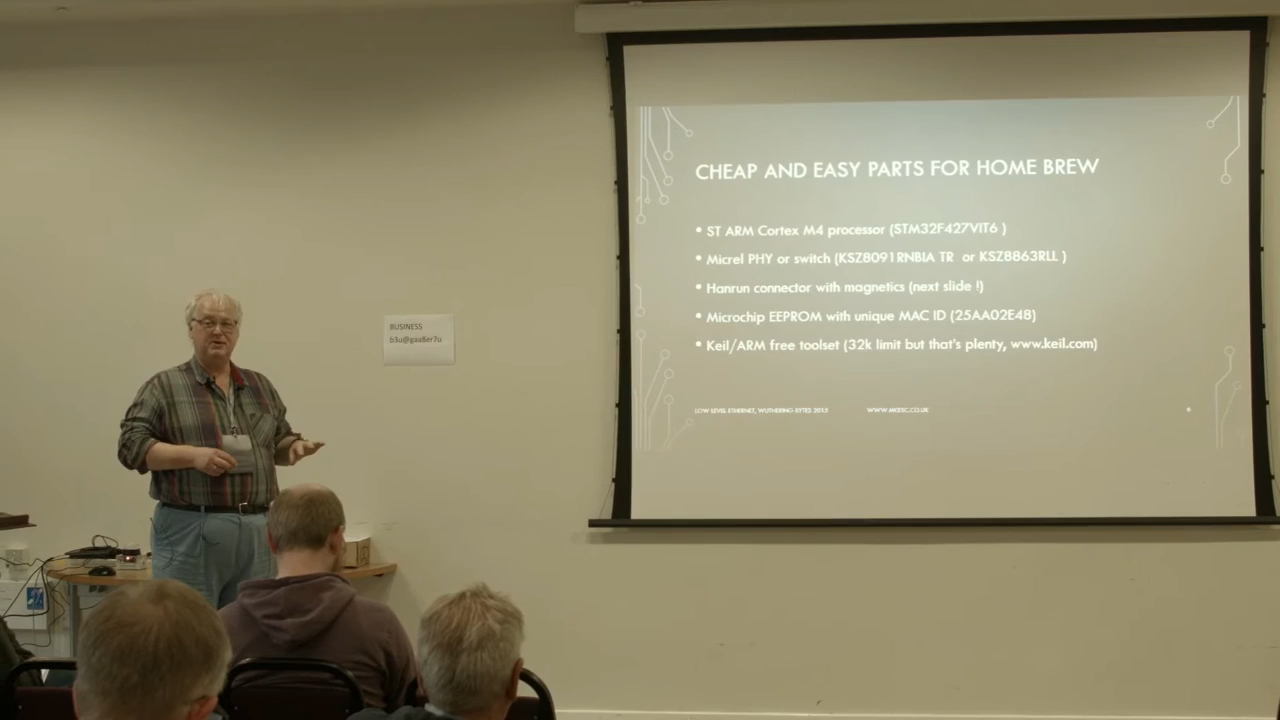 CHEAP AND EASY PARTS FOR HOME BREW
• ST ARM Cortex M4 processor (STM32F427VIT6 )
• Micrel PHY or switch (KSZ8091RNBIA TR or KSZ8863RLL )
• Hanrun connector with magnetics (next slide !)
• Microchip EEPROM with unique MAC ID (25AA02E48)
• Keil/ARM free toolset (32k limit but that's plenty, www.keil.com)
LOW LEVEL ETHERNET, WUTHERING BYTES 2015
BUSINESS